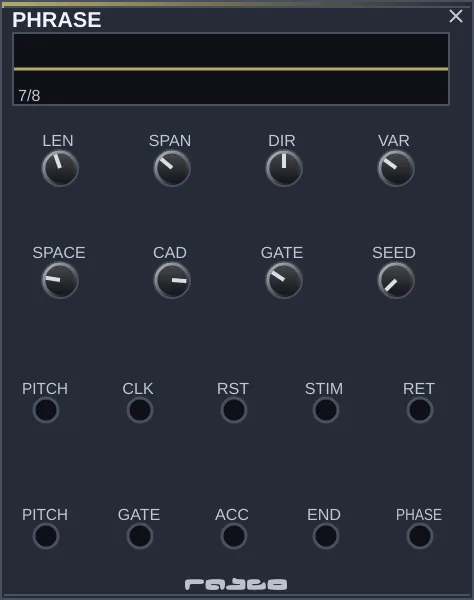 PHRASE
7/8
LEN SPAN DIR VAR
SPACE CAD GATE SEED
PITCH CLK RST STIM RET
PITCH GATE ACC END PHASE